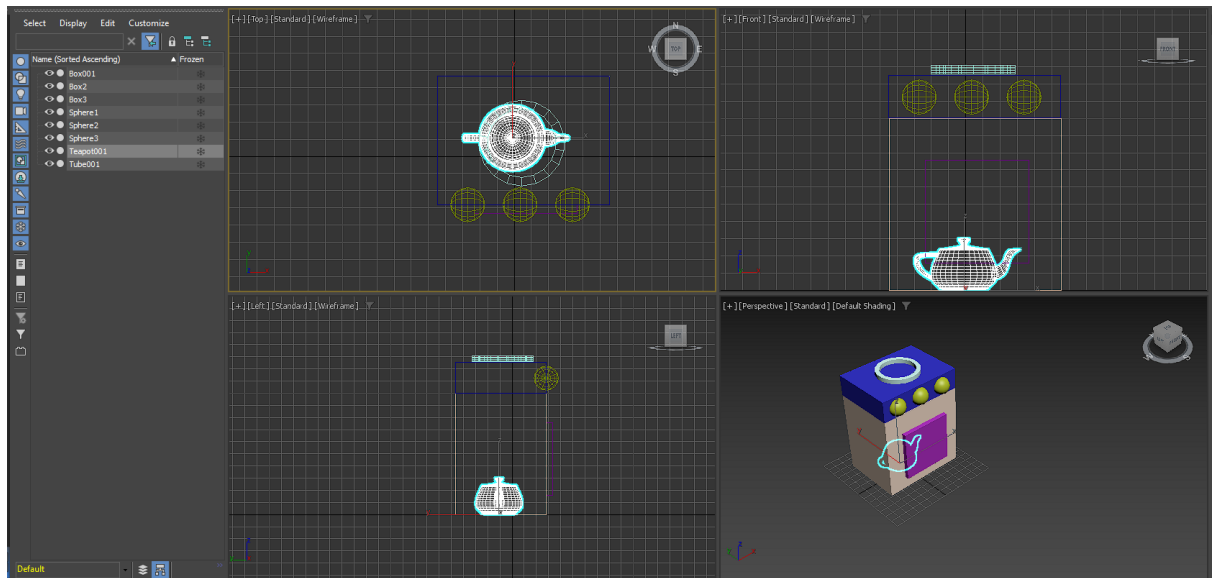 Select Display Edit Customize
Name (Sorted Ascending) ▲ Frozen
Box001
Box2
Box3
Sphere1
Sphere2
Sphere3
Teapot001
Tube001
Default
[+] [Top] [Standard] [Wireframe]
N
W TOP E
S
[+] [Front] [Standard] [Wireframe]
FRONT
[+] [Left] [Standard] [Wireframe]
LEFT
[+] [Perspective] [Standard] [Default Shading]